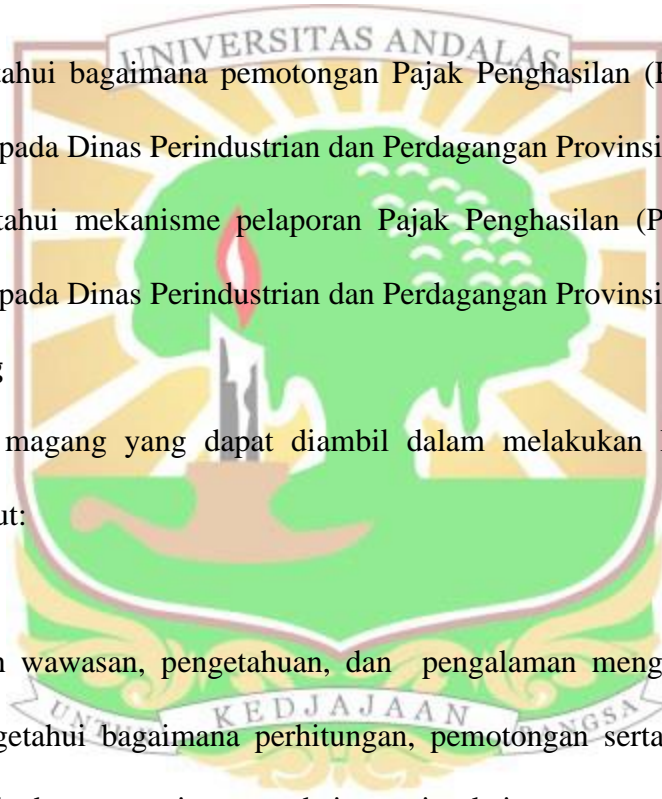 UNIVERSITAS ANDALAS
tahui bagaimana pemotongan Pajak Penghasilan
pada Dinas Perindustrian dan Perdagangan Provinsi
tahui mekanisme pelaporan Pajak Penghasilan (P
pada Dinas Perindustrian dan Perdagangan Provinsi
g
magang yang dapat diambil dalam melakukan
ut:
n wawasan, pengetahuan, dan pengalaman meng
UNTUK KEDJAJAAN BANGSA
getahui bagaimana perhitungan, pemotongan serta